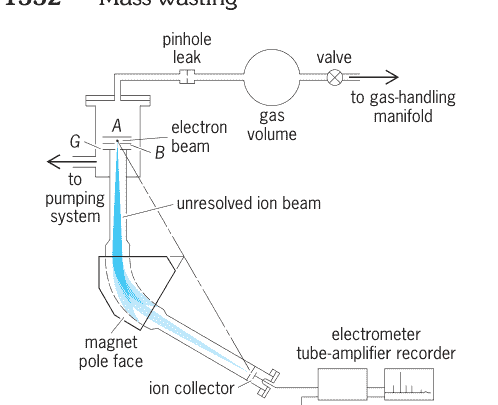 1332 Mass wasting
pinhole
leak
valve
to gas-handling
manifold
gas
volume
A
electron
beam
G
B
to
pumping
system
unresolved ion beam
magnet
pole face
ion collector
electrometer
tube-amplifier recorder